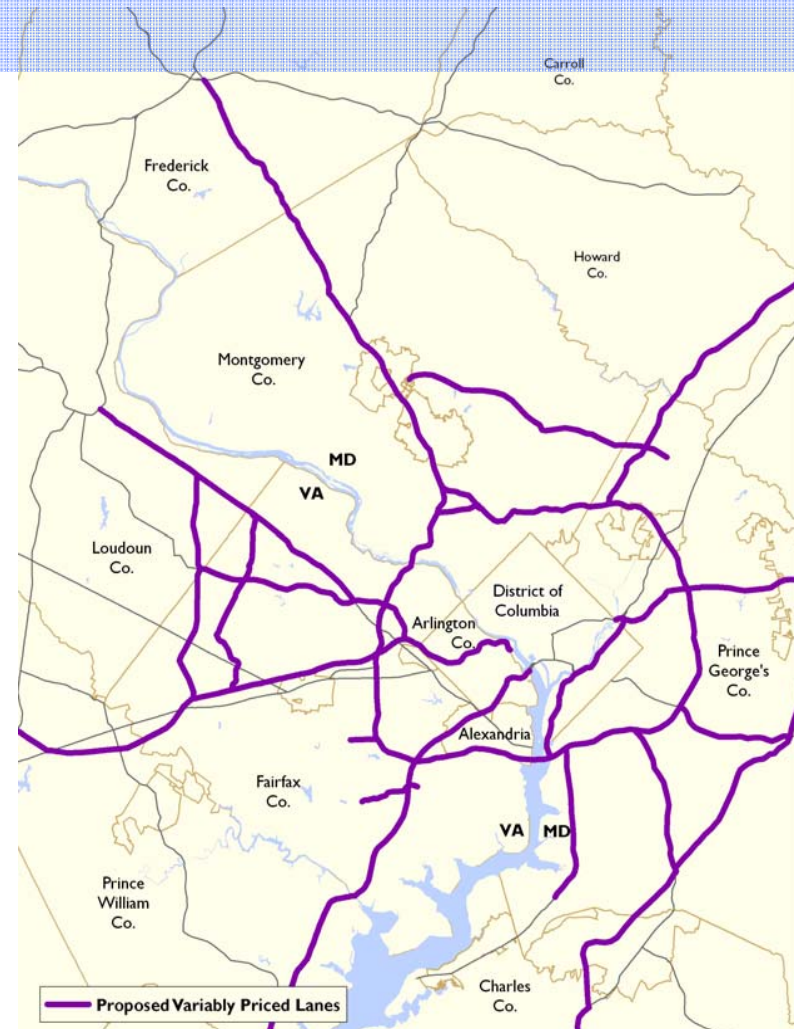 Carroll
Co.
Frederick
Co.
Howard
Co.
Montgomery
Co.
MD
VA
Loudoun
Co.
District of
Columbia
Arlington
Co.
Prince
George's
Co.
Alexandria
Fairfax
Co.
VA MD
Prince
William
Co.
Charles
Co.
Proposed Variably Priced Lanes